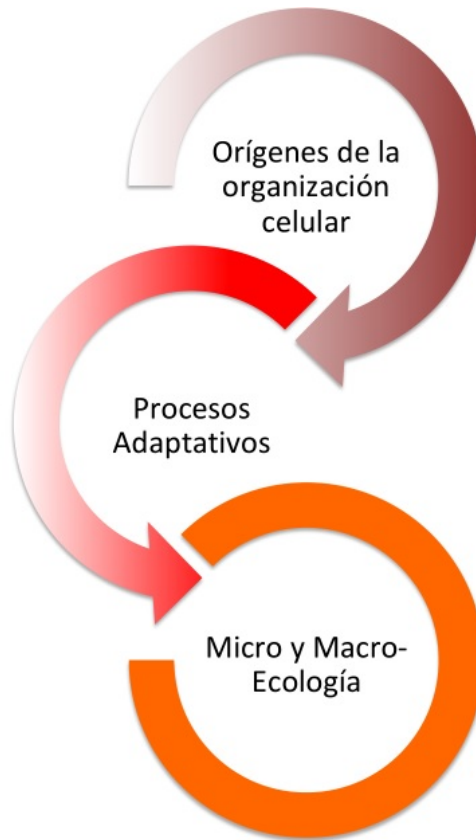 Orígenes de la
organización
celular
Procesos
Adaptativos
Micro y Macro-
Ecología